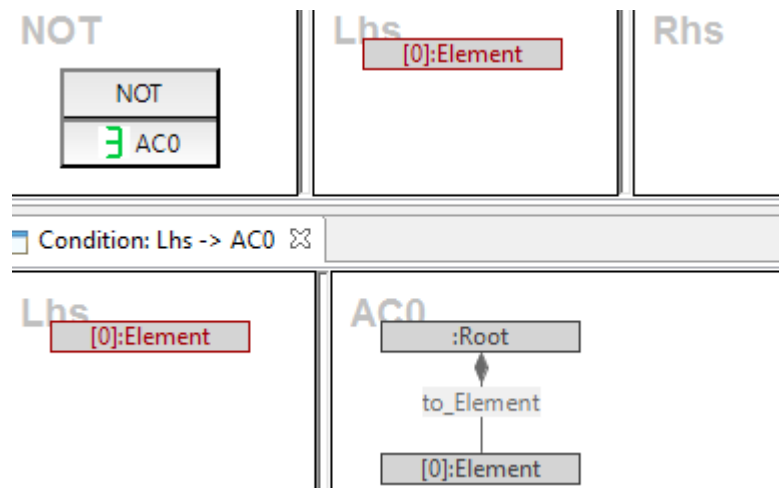 NOT
NOT
∃ AC0
Lhs
[0]:Element
Rhs
Condition: Lhs -> AC0
Lhs
[0]:Element
AC0
:Root
to_Element
[0]:Element